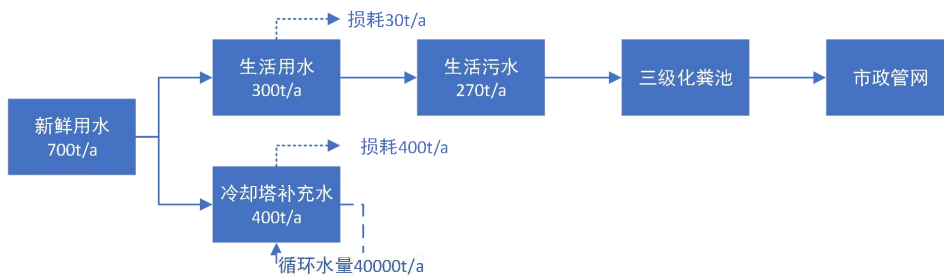 损耗30t/a
生活用水
300t/a
生活污水
270t/a
三级化粪池
市政管网
新鲜用水
700t/a
损耗400t/a
冷却塔补充水
400t/a
循环水量40000t/a